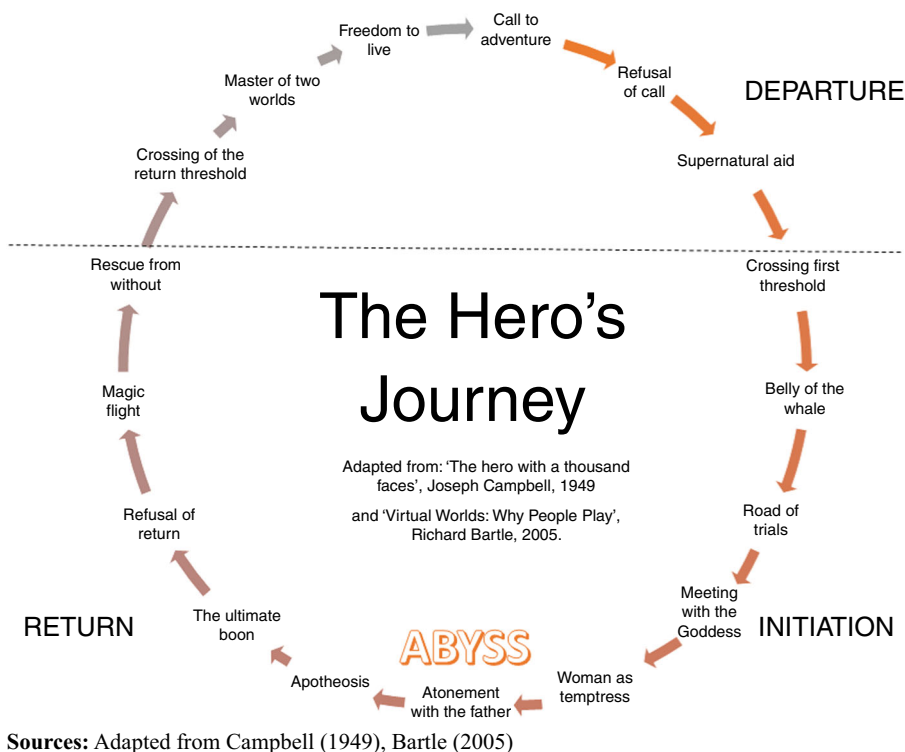 Call to
adventure
Refusal
of call
DEPARTURE
Supernatural aid
Crossing first
threshold
Belly of the
whale
Road of
trials
Meeting
with the
Goddess
INITIATION
Woman as
temptress
ABYSS
Atonement
with the father
Apotheosis
The ultimate
boon
RETURN
Refusal of
return
Magic
flight
Rescue from
without
Crossing of the
return threshold
Master of two
worlds
Freedom to
live
The Hero’s
Journey
Adapted from: ‘The hero with a thousand
faces’, Joseph Campbell, 1949
and ‘Virtual Worlds: Why People Play’,
Richard Bartle, 2005.
Sources: Adapted from Campbell (1949), Bartle (2005)